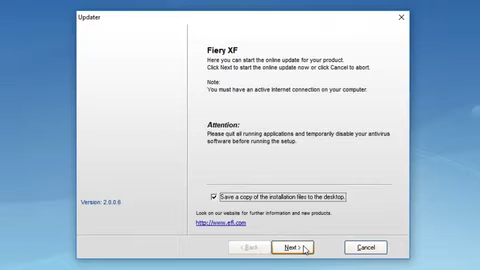 Updater
Fiery XF
Here you can start the online update for your product.
Click Next to start the online update now or click Cancel to abort.
Note:
You must have an active internet connection on your computer.
Attention:
Please quit all running applications and temporarily disable your antivirus
software before running the setup.
Save a copy of the installation files to the desktop.
Version: 2.0.0.6
Look on our website for further information and new products.
http://www.efi.com
< Back
Next >
Cancel